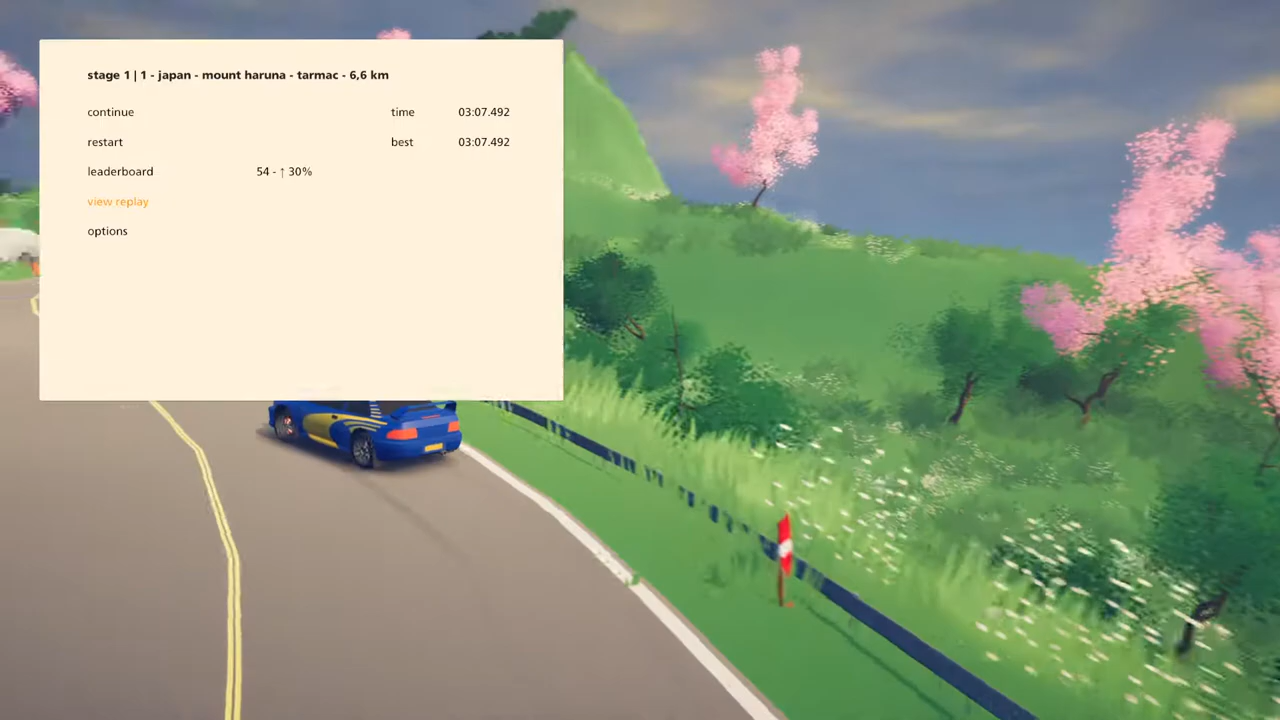 stage 1 | 1 - japan - mount haruna - tarmac - 6,6 km
continue time 03:07.492
restart best 03:07.492
leaderboard 54 - ↑ 30%
view replay
options